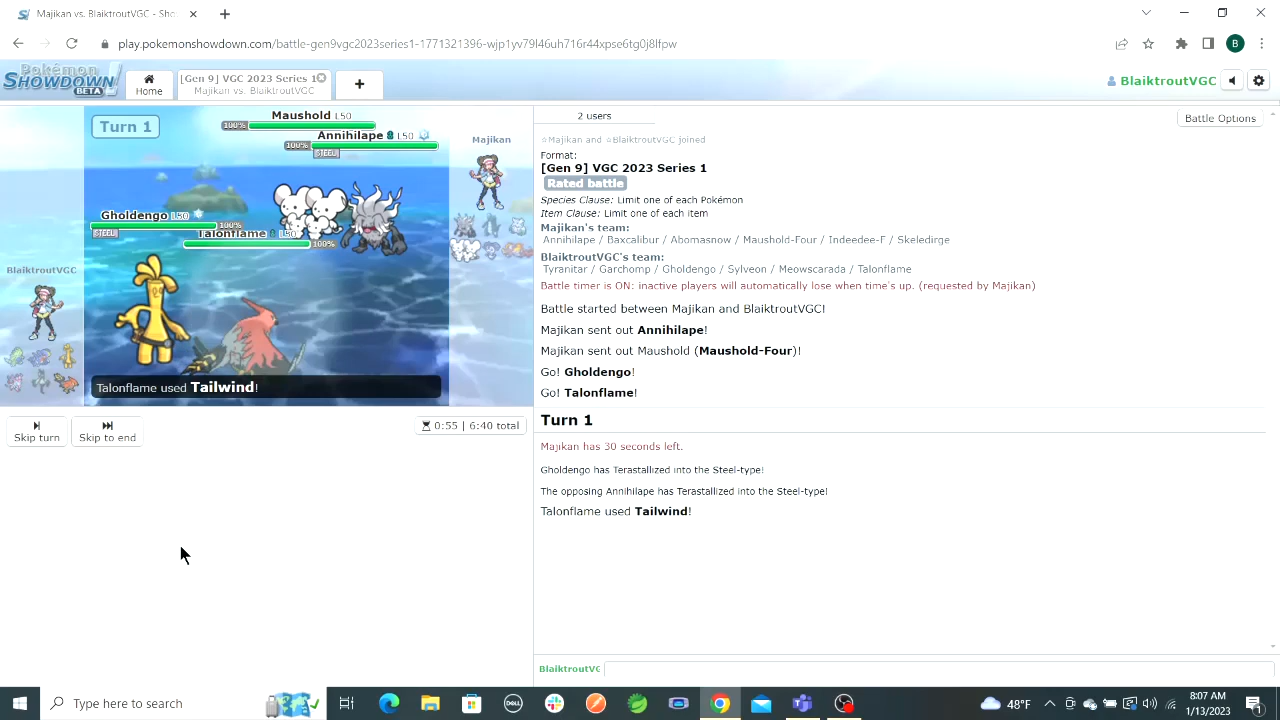 Majikan vs. BlaiktroutVGC - Sho
play.pokemonshowdown.com/battle-gen9vgc2023series1-1771321396-wjp1yv79l46uh716r44xpse6tg0j8lfpw
B
Pokémon
SHOWDOWN!
BETA
Home
[Gen 9] VGC 2023 Series 1
Majikan vs. BlaiktroutVGC
BlaiktroutVGC
Turn 1
Maushold L50
100%
Annihilape L50
100%
STEEL
Majikan
Gholdengo L50
100%
STEEL
Talonflame L50
100%
BlaiktroutVGC
Talonflame used Tailwind!
Skip turn
Skip to end
0:55 | 6:40 total
2 users
Battle Options
☆Majikan and ☆BlaiktroutVGC joined
Format:
[Gen 9] VGC 2023 Series 1
Rated battle
Species Clause: Limit one of each Pokémon
Item Clause: Limit one of each item
Majikan's team:
Annihilape / Baxcalibur / Abomasnow / Maushold-Four / Indeedee-F / Skeledirge
BlaiktroutVGC's team:
Tyranitar / Garchomp / Gholdengo / Sylveon / Meowscarada / Talonflame
Battle timer is ON: inactive players will automatically lose when time's up. (requested by Majikan)
Battle started between Majikan and BlaiktroutVGC!
Majikan sent out Annihilape!
Majikan sent out Maushold (Maushold-Four)!
Go! Gholdengo!
Go! Talonflame!
Turn 1
Majikan has 30 seconds left.
Gholdengo has Terastallized into the Steel-type!
The opposing Annihilape has Terastallized into the Steel-type!
Talonflame used Tailwind!
BlaiktroutVG
Type here to search
DELL
48°F
8:07 AM
1/13/2023